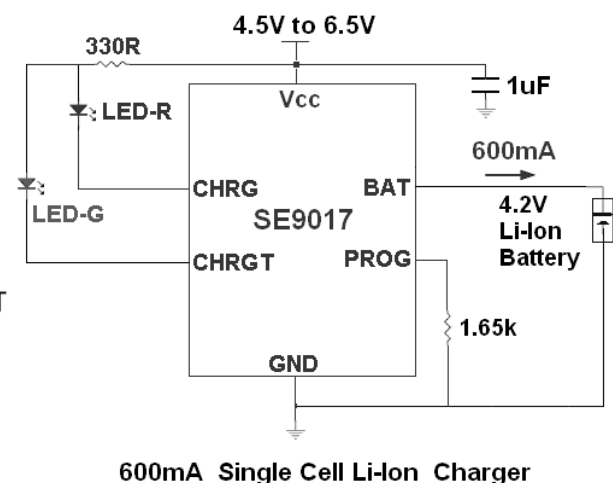 4.5V to 6.5V
330R
1uF
Vcc
LED-R
600mA
CHRG
BAT
4.2V
Li-Ion
Battery
LED-G
SE9017
CHRGT
PROG
T
1.65k
GND
600mA Single Cell Li-Ion Charger